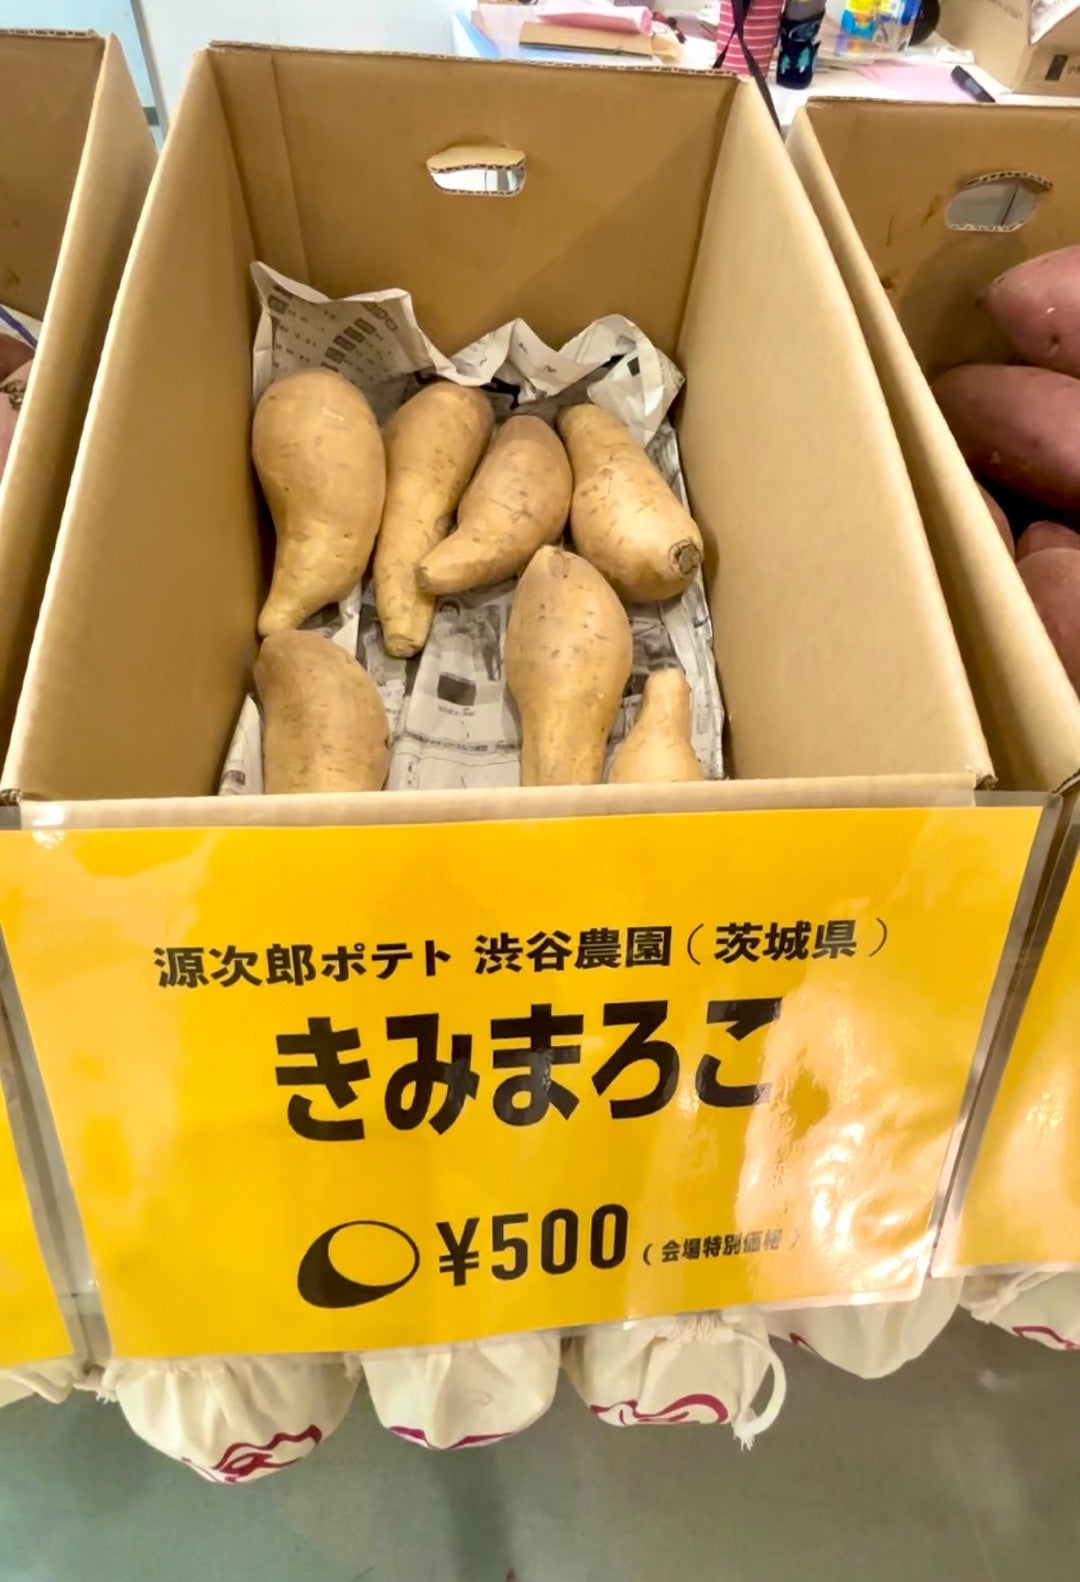 源次郎ポテト 渋谷農園（茨城県）
きみまろこ
¥500（会場特別価格）